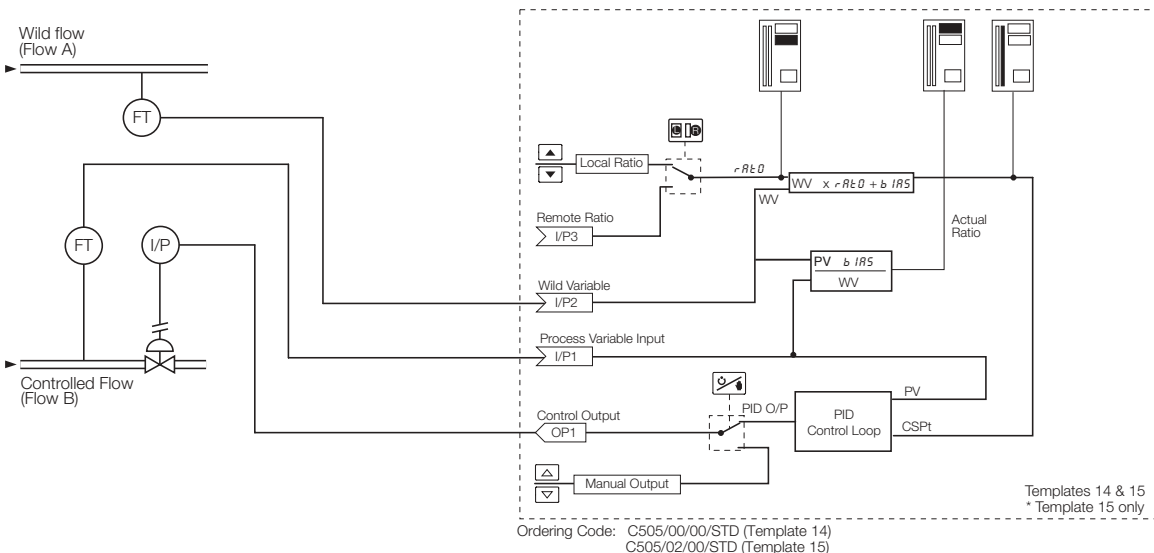 Wild flow
(Flow A)
FT
FT
I/P
Controlled Flow
(Flow B)
L R
Local Ratio
rAtO
WV x rAtO + bIAS
WV
Remote Ratio
I/P3
Actual
Ratio
PV bIAS
WV
Wild Variable
I/P2
Process Variable Input
I/P1
PV
Control Output
PID O/P
PID
Control Loop
OP1
CSPt
Manual Output
Templates 14 & 15
* Template 15 only
Ordering Code: C505/00/00/STD (Template 14)
C505/02/00/STD (Template 15)